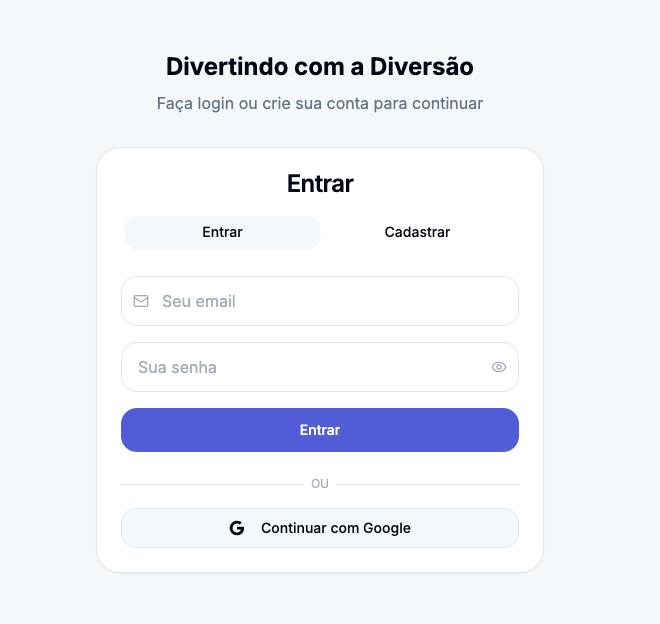 Divertindo com a Diversão
Faça login ou crie sua conta para continuar
Entrar
Entrar
Cadastrar
Seu email
Sua senha
Entrar
OU
G Continuar com Google